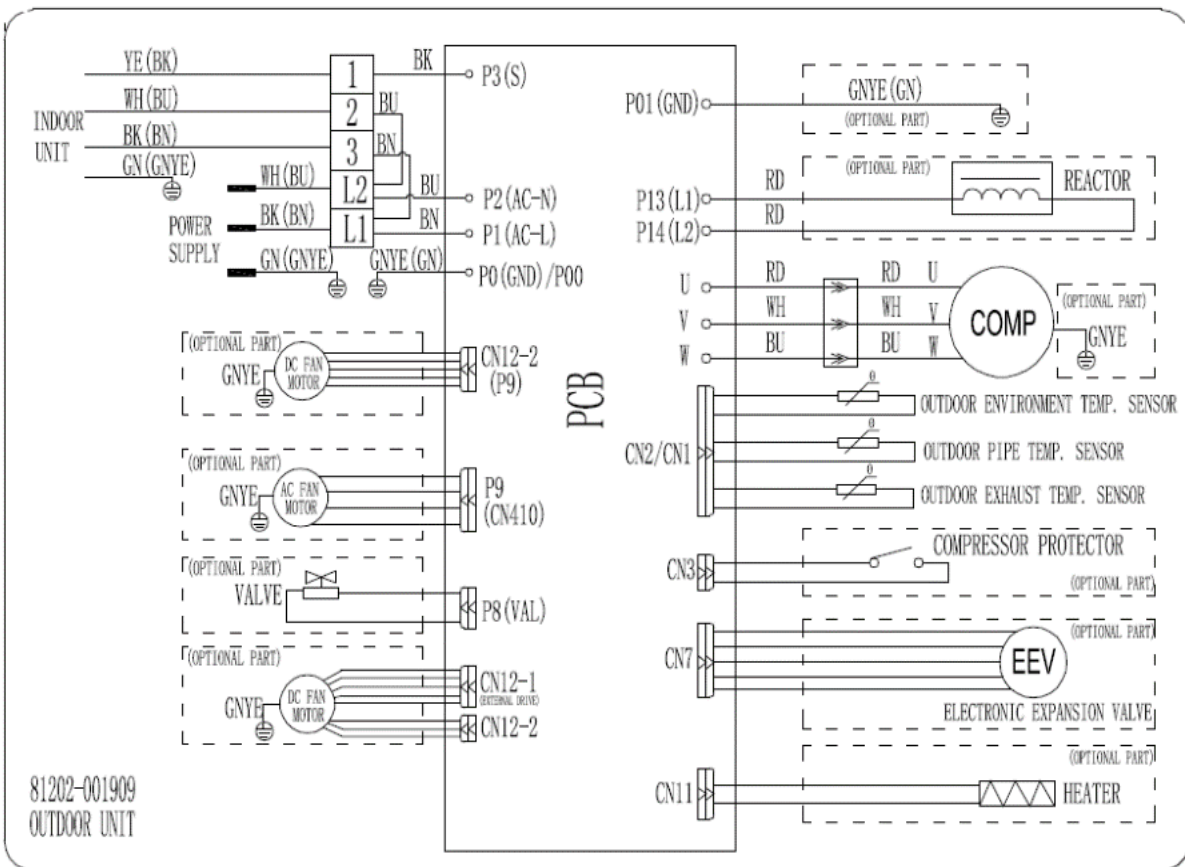 YE(BK)
1
BK
P3(S)
WH(BU)
2
BU
INDOOR
UNIT
BK(BN)
3
BN
GN(GNYE)
WH(BU)
L2
BU
P2(AC-N)
POWER
SUPPLY
BK(BN)
L1
BN
P1(AC-L)
GN(GNYE)
GNYE(GN)
P0(GND)/P00
(OPTIONAL PART)
DC FAN
MOTOR
GNYE
CN12-2
(P9)
(OPTIONAL PART)
AC FAN
MOTOR
GNYE
P9
(CN410)
(OPTIONAL PART)
VALVE
P8(VAL)
(OPTIONAL PART)
DC FAN
MOTOR
GNYE
CN12-1
(EXTERNAL DRIVE)
CN12-2
81202-001909
OUTDOOR UNIT
PCB
P01(GND)
GNYE(GN)
(OPTIONAL PART)
(OPTIONAL PART)
REACTOR
P13(L1)
RD
P14(L2)
RD
U
RD
RD
U
V
WH
WH
V
W
BU
BU
W
COMP
(OPTIONAL PART)
GNYE
CN2/CN1
θ
OUTDOOR ENVIRONMENT TEMP. SENSOR
θ
OUTDOOR PIPE TEMP. SENSOR
θ
OUTDOOR EXHAUST TEMP. SENSOR
CN3
COMPRESSOR PROTECTOR
(OPTIONAL PART)
CN7
(OPTIONAL PART)
EEV
ELECTRONIC EXPANSION VALVE
(OPTIONAL PART)
CN11
HEATER